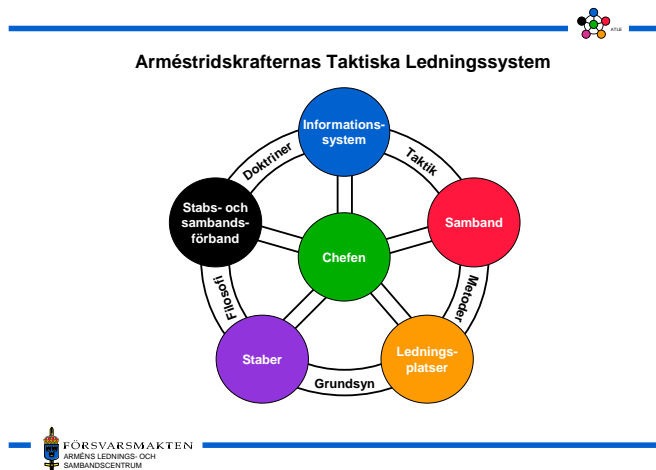 ATLE
Arméstridskrafternas Taktiska Ledningssystem
Informations-
system
Doktriner
Taktik
Stabs- och
sambands-
förband
Samband
Chefen
Filosofi
Metoder
Staber
Lednings-
platser
Grundsyn
FÖRSVARSMAKTEN
ARMÉNS LEDNINGS- OCH
SAMBANDSCENTRUM